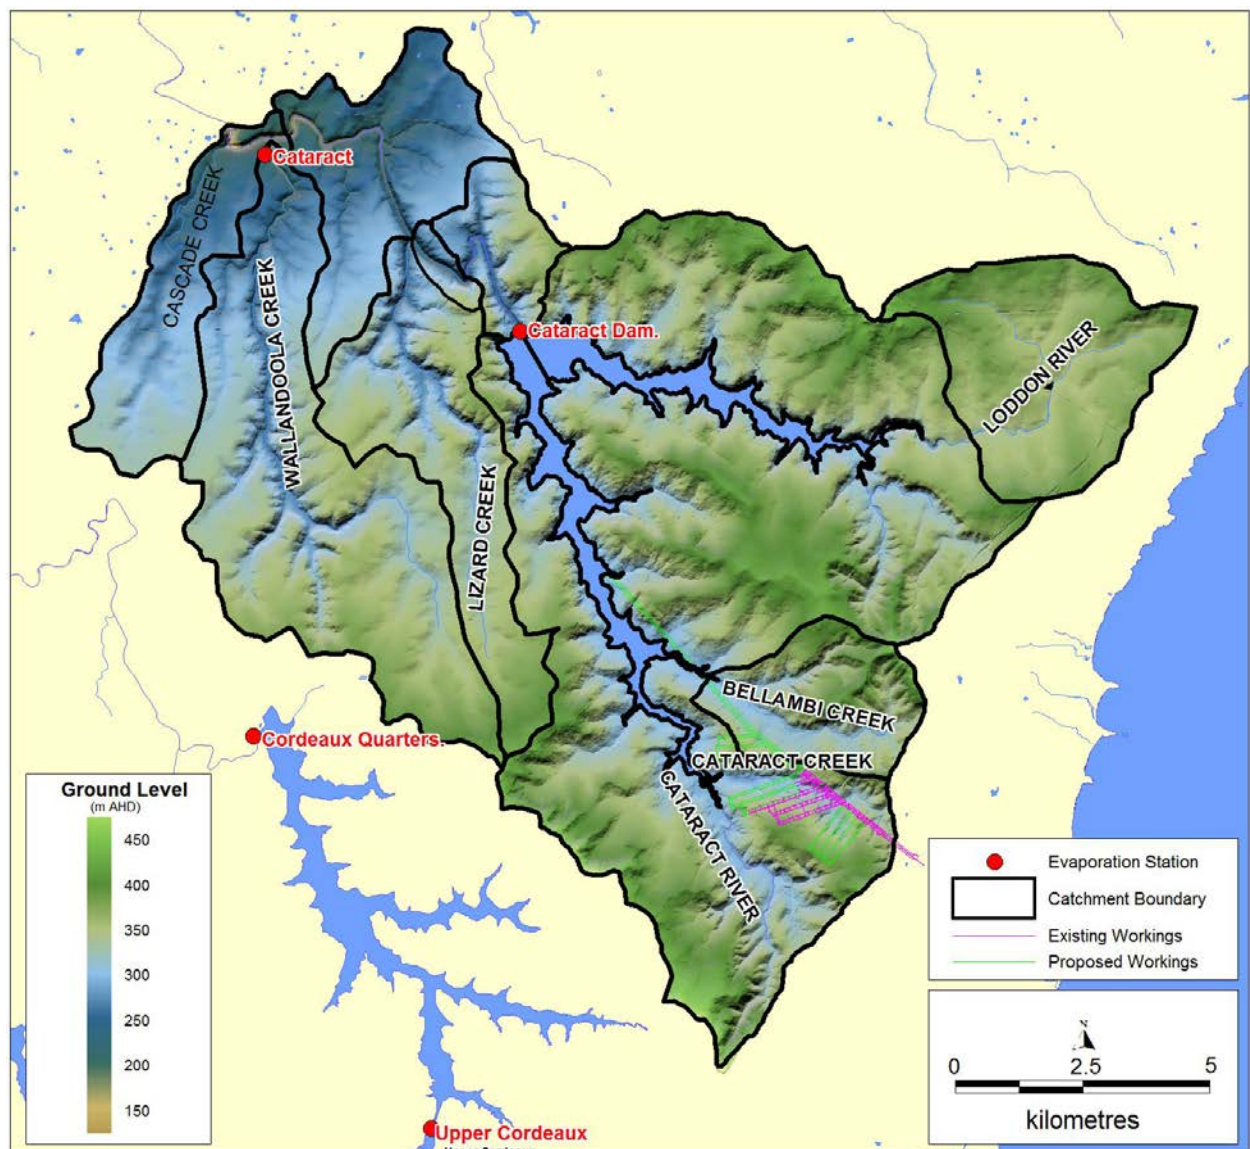 Cataract
CASCADE CREEK
WALLANDOOLA CREEK
Cataract Dam.
LODDON RIVER
LIZARD CREEK
BELLAMBI CREEK
Cordeaux Quarters.
CATARACT CREEK
CATARACT RIVER
Ground Level
(m AHD)
450
400
350
300
250
200
150
Evaporation Station
Catchment Boundary
Existing Workings
Proposed Workings
N
0
2.5
5
kilometres
Upper Cordeaux